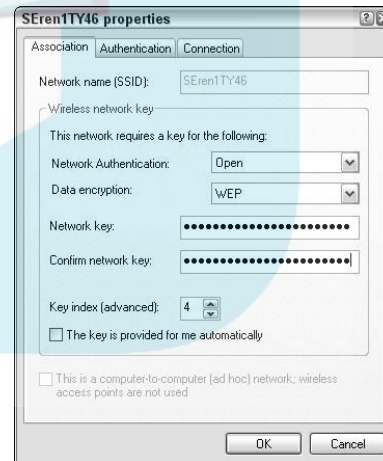 SEren1TY46 properties
Association Authentication Connection
Network name (SSID): SEren1TY46
Wireless network key
This network requires a key for the following:
Network Authentication: Open
Data encryption: WEP
Network key: ••••••••••••••••••••••••
Confirm network key: ••••••••••••••••••••••••
Key index (advanced): 4
The key is provided for me automatically
This is a computer-to-computer (ad hoc) network; wireless
access points are not used
OK Cancel